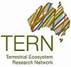 TERN
Terrestrial Ecosystem
Research Network